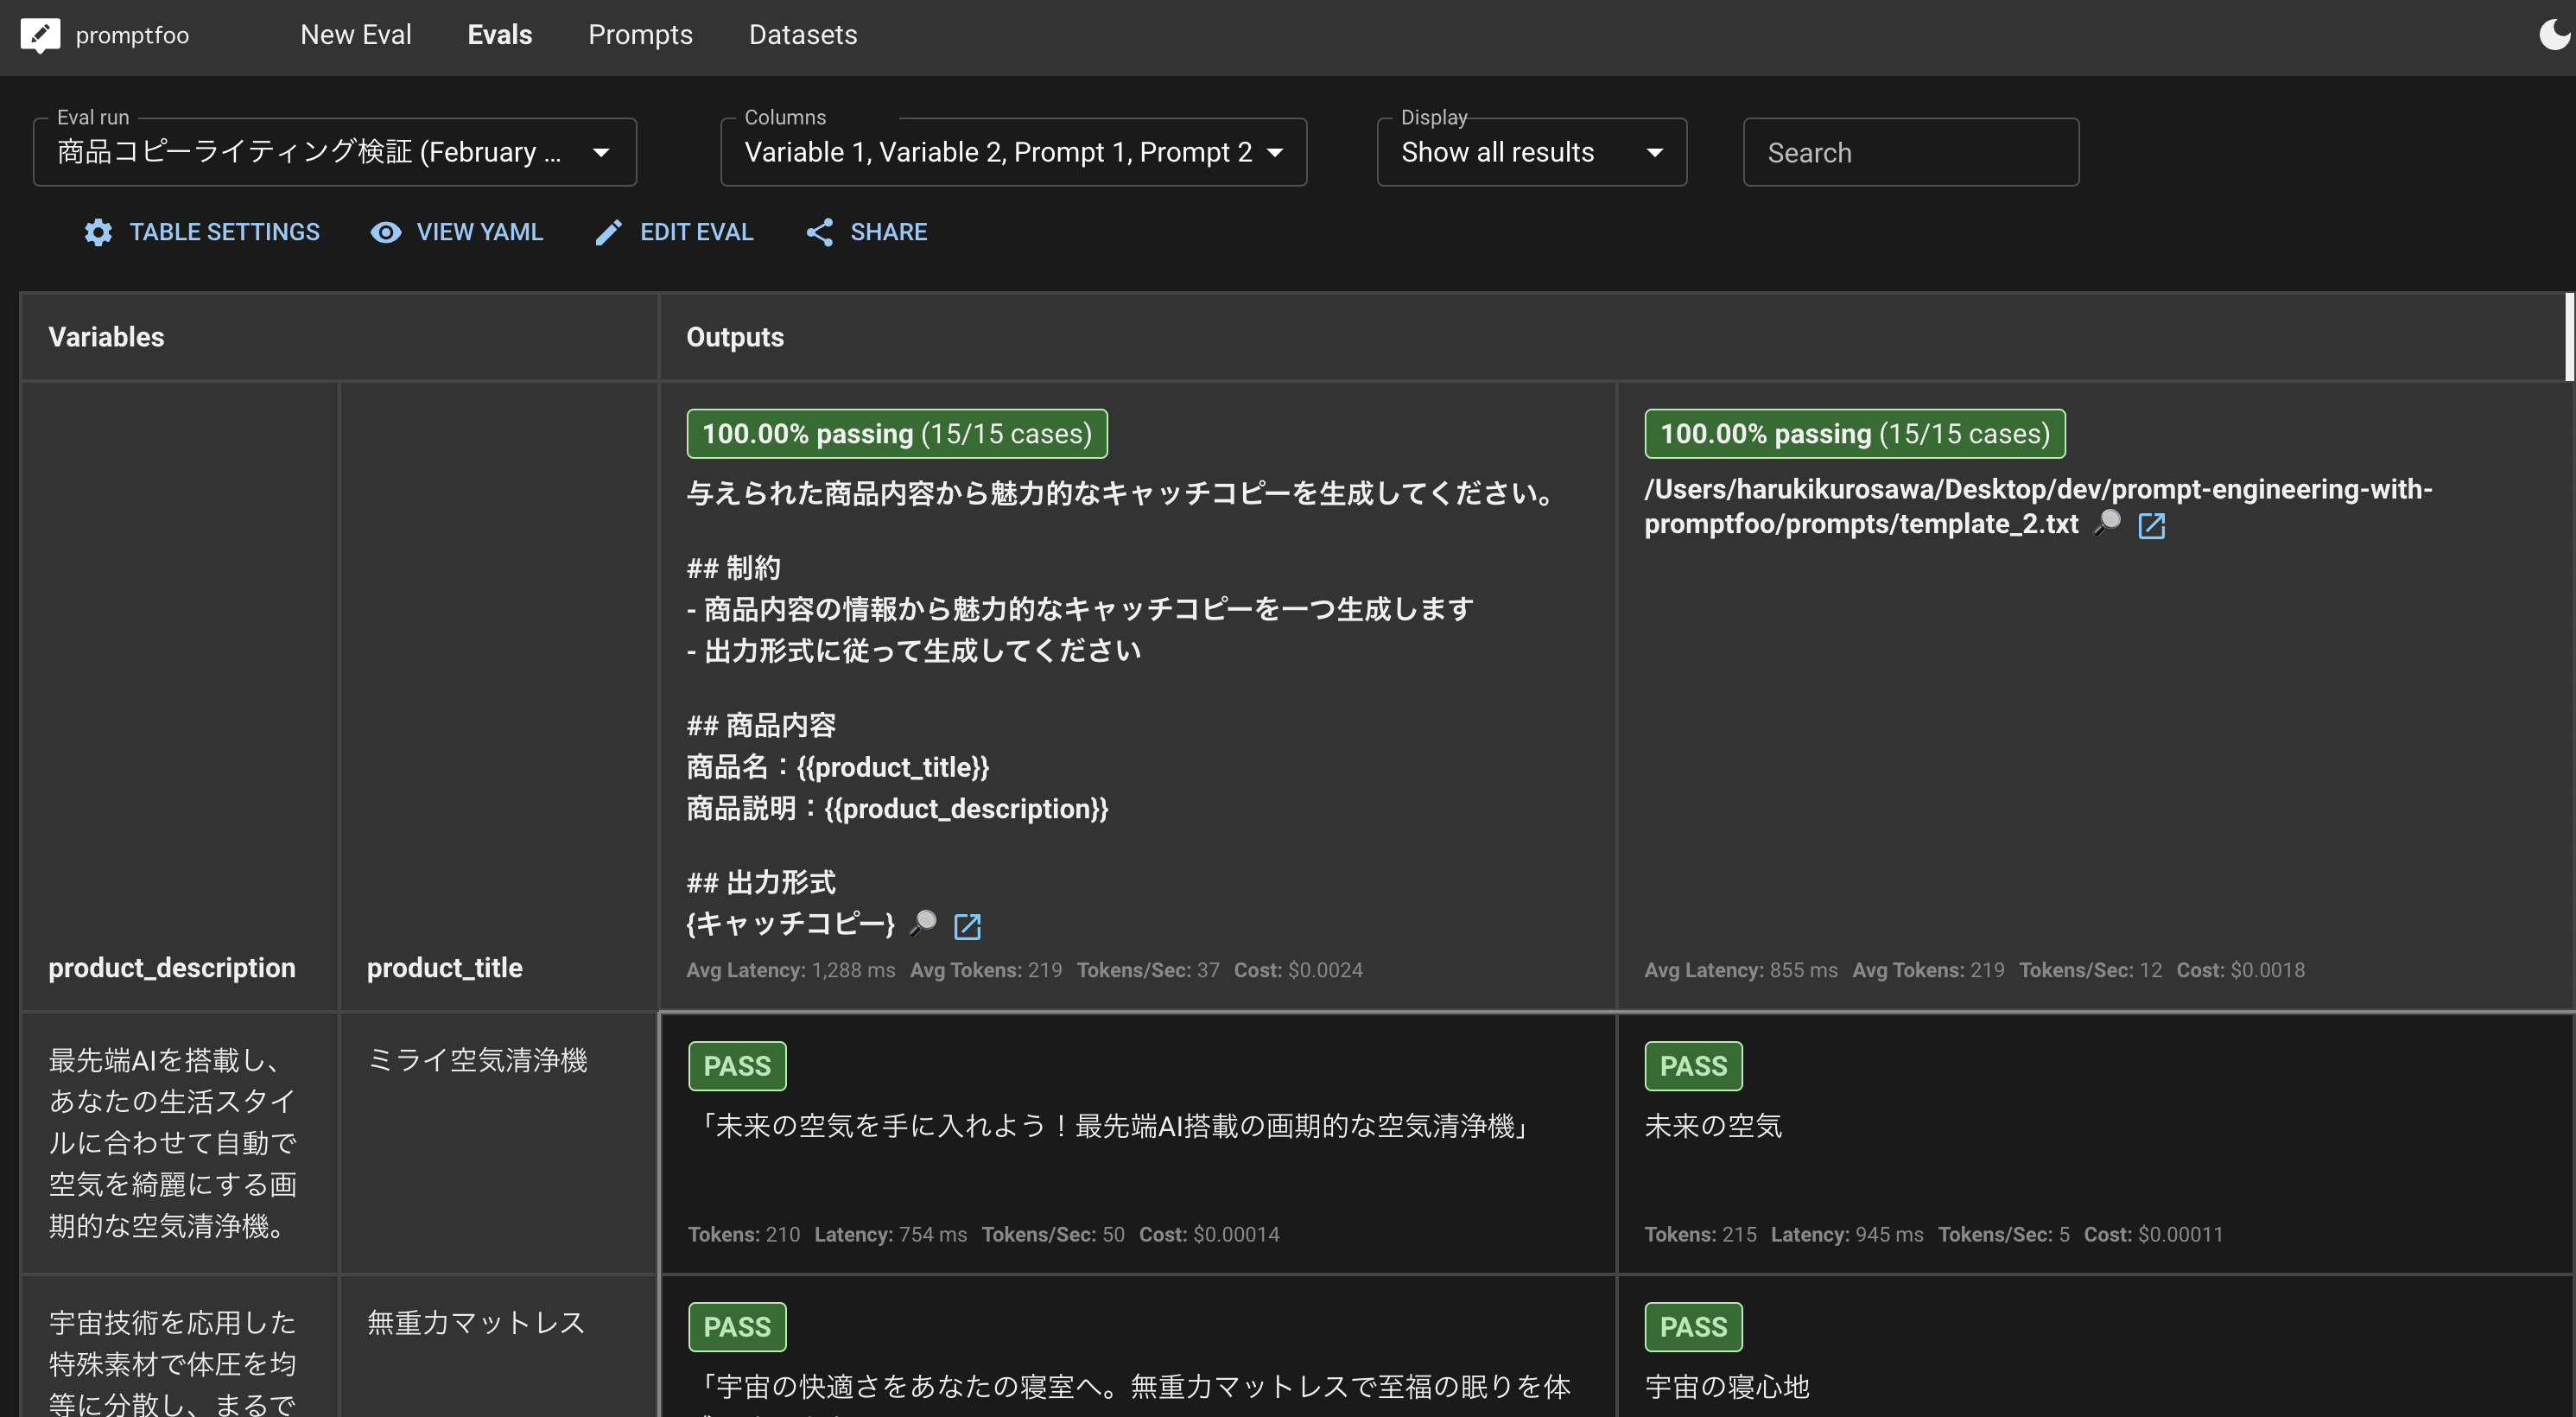 promptfoo
New Eval
Evals
Prompts
Datasets
Eval run
商品コピーライティング検証 (February ...
Columns
Variable 1, Variable 2, Prompt 1, Prompt 2
Display
Show all results
Search
TABLE SETTINGS
VIEW YAML
EDIT EVAL
SHARE
Variables
Outputs
product_description
product_title
100.00% passing (15/15 cases)
与えられた商品内容から魅力的なキャッチコピーを生成してください。
## 制約
- 商品内容の情報から魅力的なキャッチコピーを一つ生成します
- 出力形式に従って生成してください
## 商品内容
商品名：{{product_title}}
商品説明：{{product_description}}
## 出力形式
{キャッチコピー}
Avg Latency: 1,288 ms Avg Tokens: 219 Tokens/Sec: 37 Cost: $0.0024
100.00% passing (15/15 cases)
/Users/harukikurosawa/Desktop/dev/prompt-engineering-with-
promptfoo/prompts/template_2.txt
Avg Latency: 855 ms Avg Tokens: 219 Tokens/Sec: 12 Cost: $0.0018
最先端AIを搭載し、
あなたの生活スタイ
ルに合わせて自動で
空気を綺麗にする画
期的な空気清浄機。
ミライ空気清浄機
PASS
「未来の空気を手に入れよう！最先端AI搭載の画期的な空気清浄機」
Tokens: 210 Latency: 754 ms Tokens/Sec: 50 Cost: $0.00014
PASS
未来の空気
Tokens: 215 Latency: 945 ms Tokens/Sec: 5 Cost: $0.00011
宇宙技術を応用した
特殊素材で体圧を均
等に分散し、まるで
無重力マットレス
PASS
「宇宙の快適さをあなたの寝室へ。無重力マットレスで至福の眠りを体
PASS
宇宙の寝心地